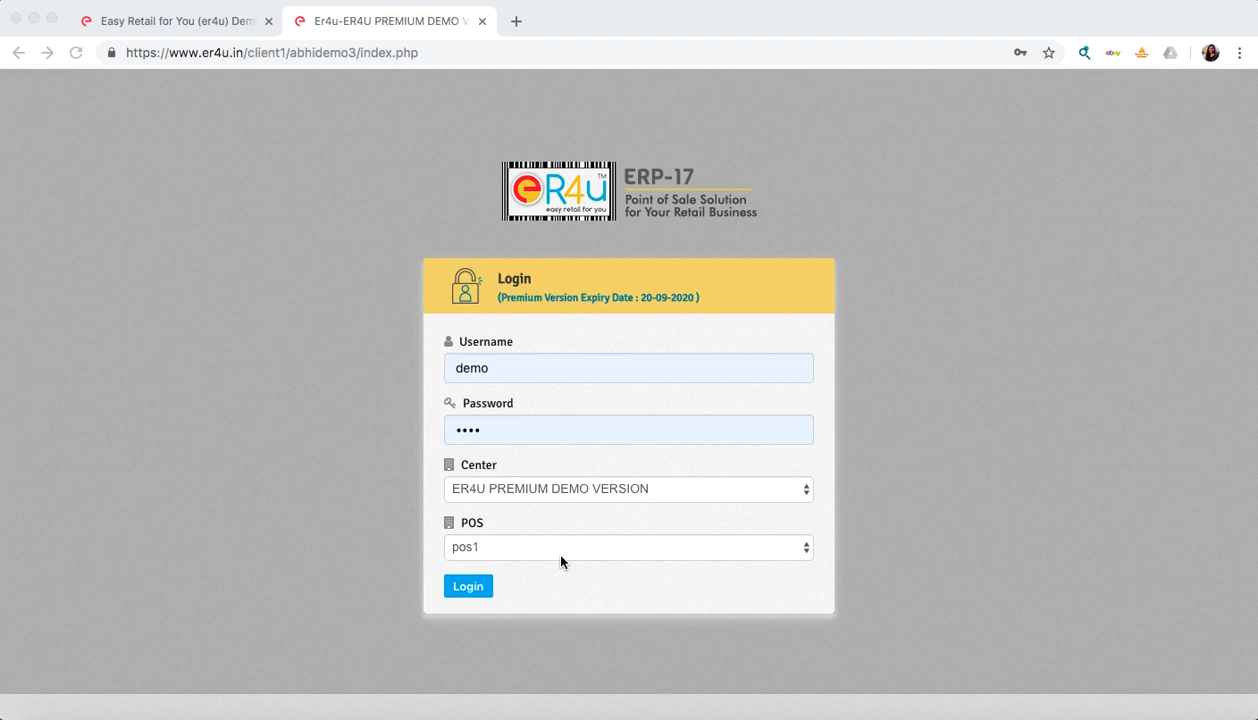 Easy Retail for You (er4u) Dem
Er4u-ER4U PREMIUM DEMO V
https://www.er4u.in/client1/abhidemo3/index.php
ebay
eR4u TM
easy retail for you
ERP-17
Point of Sale Solution
for Your Retail Business
Login
(Premium Version Expiry Date : 20-09-2020 )
Username
demo
Password
••••
Center
ER4U PREMIUM DEMO VERSION
POS
pos1
Login